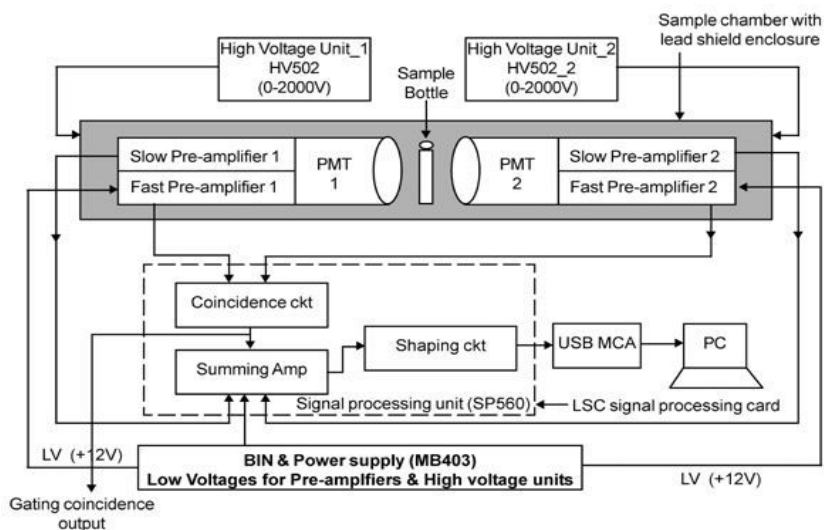 High Voltage Unit_1
HV502
(0-2000V)
High Voltage Unit_2
HV502_2
(0-2000V)
Sample chamber with
lead shield enclosure
Sample
Bottle
Slow Pre-amplifier 1
Fast Pre-amplifier 1
PMT
1
PMT
2
Slow Pre-amplifier 2
Fast Pre-amplifier 2
Coincidence ckt
Summing Amp
Shaping ckt
USB MCA
PC
Signal processing unit (SP560)
LSC signal processing card
LV (+12V)
BIN & Power supply (MB403)
Low Voltages for Pre-amplfiers & High voltage units
LV (+12V)
Gating coincidence
output